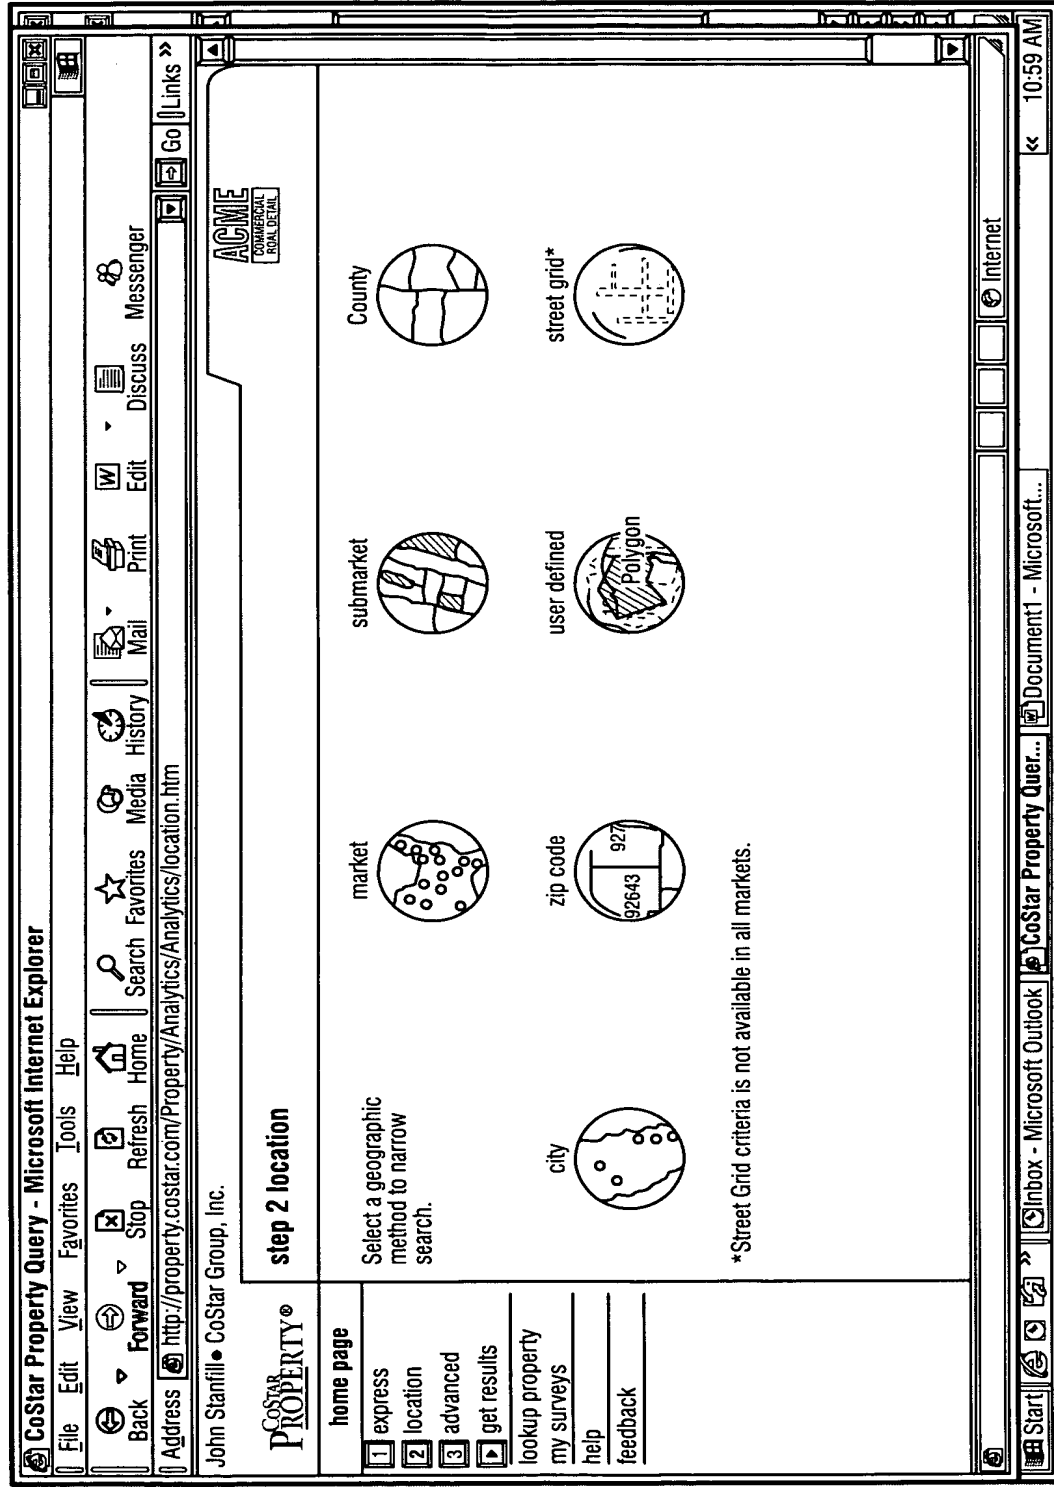 CoStar Property Query - Microsoft Internet Explorer
File Edit View Favorites Tools Help
Back Forward Stop Refresh Home Search Favorites Media History Mail Print Edit Discuss Messenger
Address http://property.costar.com/Property/Analytics/Analytics/location.htm Go Links »
John Stanfill• CoStar Group, Inc.
ACME
COMMERCIAL
ROAL DETAIL
COSTAR
PROPERTY®
step 2 location
home page
1 express
2 location
3 advanced
get results
lookup property
my surveys
help
feedback
Select a geographic
method to narrow
search.
market
submarket
County
city
zip code
92643
927
user defined
Polygon
street grid*
*Street Grid criteria is not available in all markets.
Internet
Start » Inbox - Microsoft Outlook CoStar Property Quer... Document1 - Microsoft... « 10:59 AM